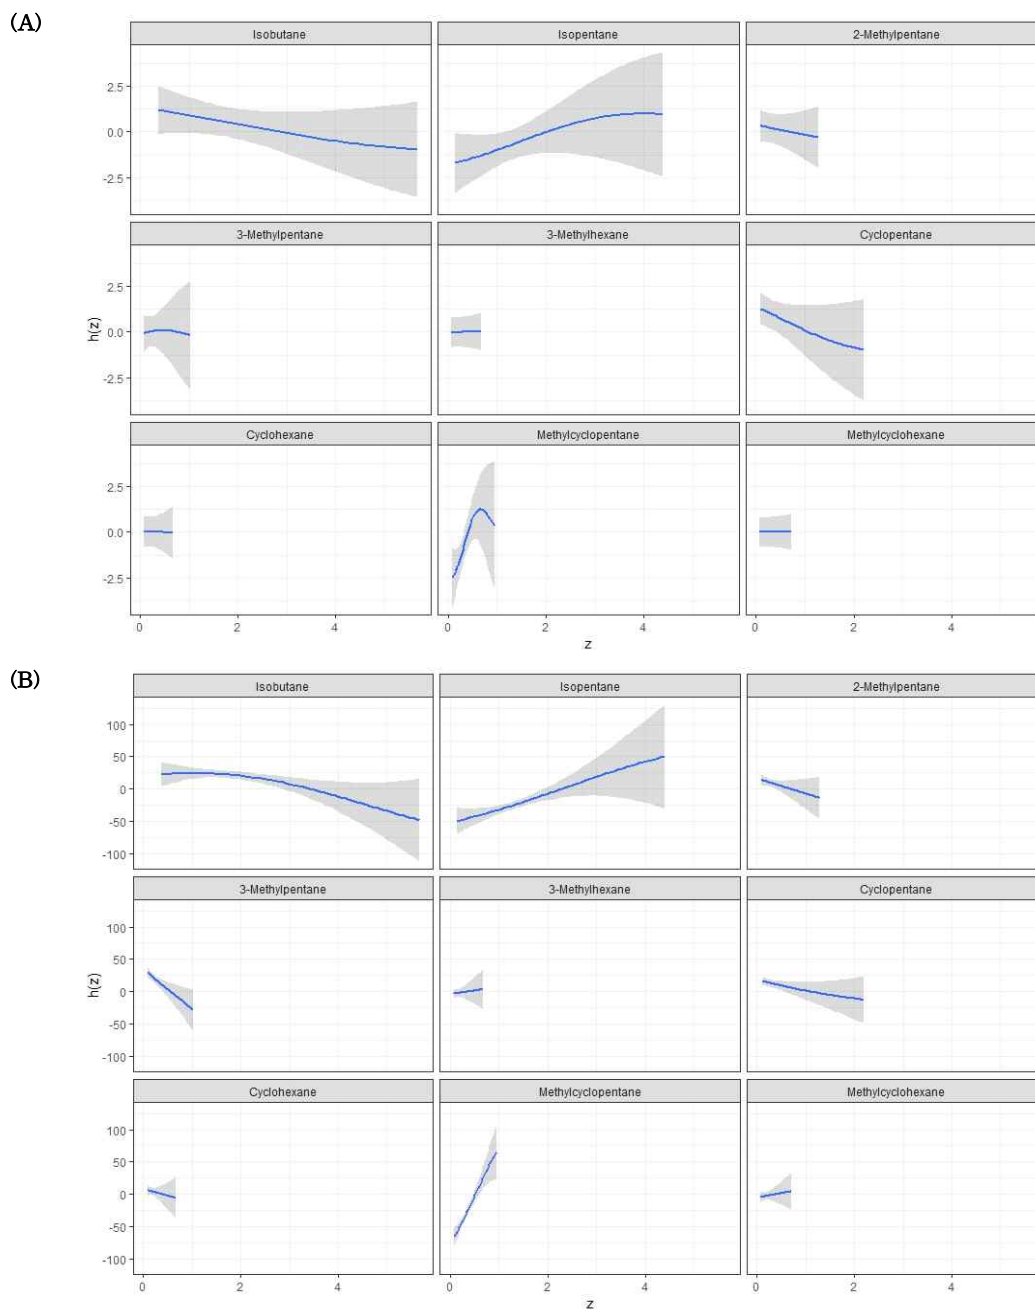 (A)
Isobutane Isopentane 2-Methylpentane
2.5
0.0
-2.5
3-Methylpentane 3-Methylhexane Cyclopentane
2.5
0.0
-2.5
h(z)
Cyclohexane Methylcyclopentane Methylcyclohexane
2.5
0.0
-2.5
0 2 4 0 2 4 0 2 4
z
(B)
Isobutane Isopentane 2-Methylpentane
100
50
0
-50
-100
3-Methylpentane 3-Methylhexane Cyclopentane
100
50
0
-50
-100
h(z)
Cyclohexane Methylcyclopentane Methylcyclohexane
100
50
0
-50
-100
0 2 4 0 2 4 0 2 4
z